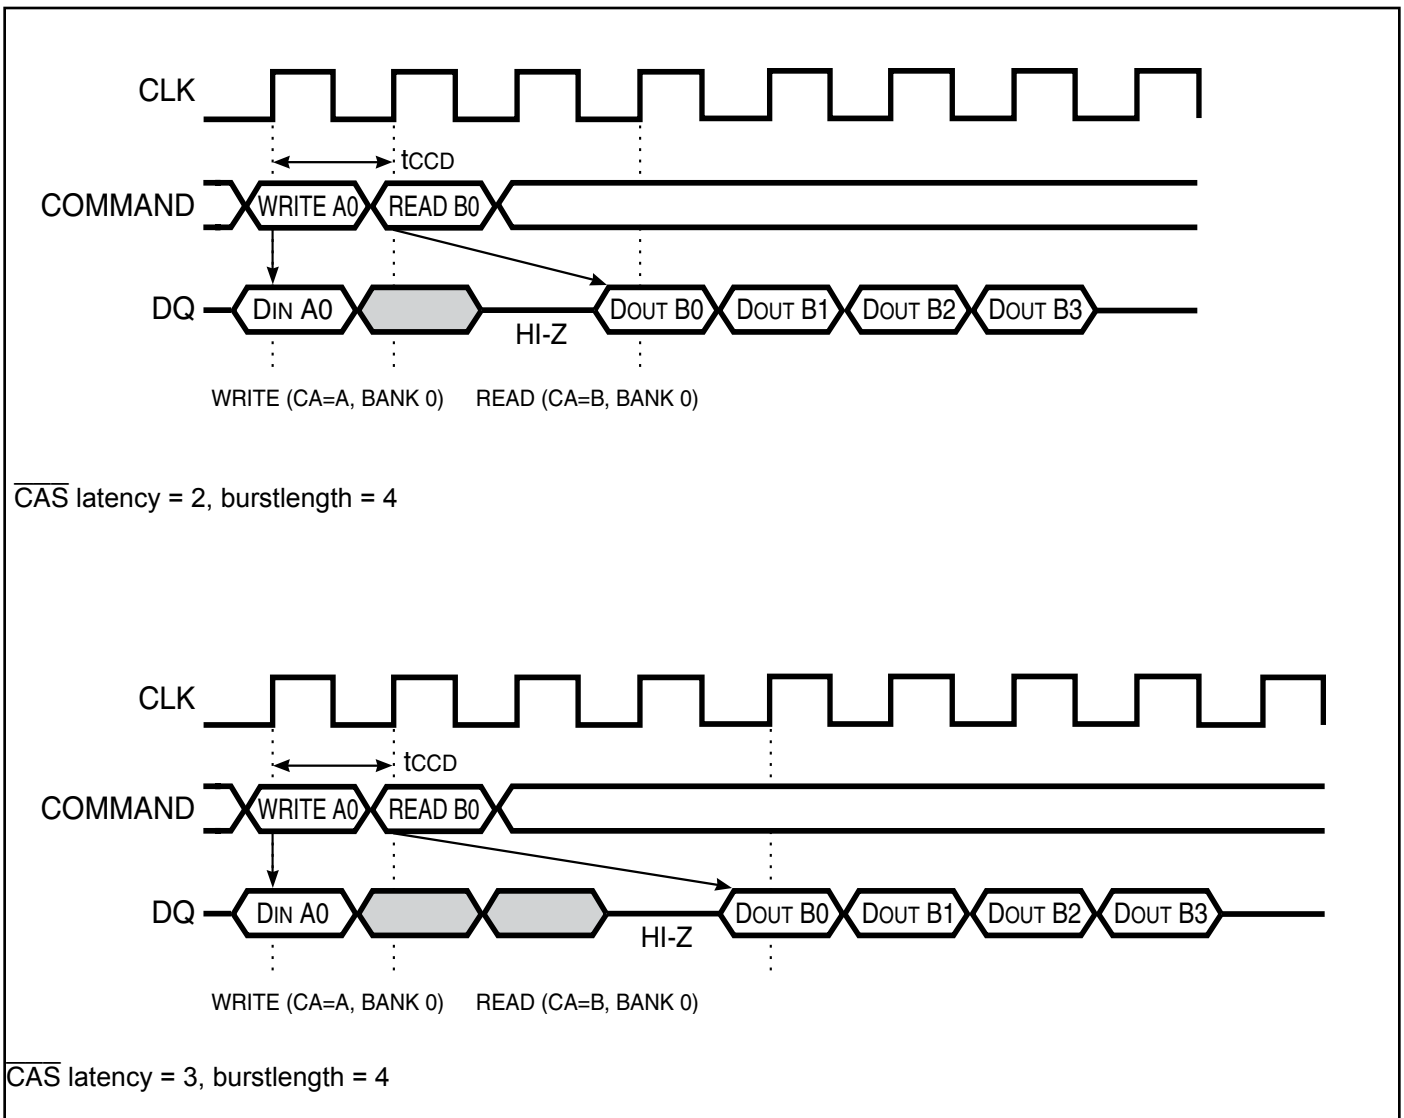 CLK
tCCD
COMMAND WRITE A0 READ B0
DQ DIN A0 DOUT B0 DOUT B1 DOUT B2 DOUT B3
HI-Z
WRITE (CA=A, BANK 0) READ (CA=B, BANK 0)
CAS latency = 2, burstlength = 4
CLK
tCCD
COMMAND WRITE A0 READ B0
DQ DIN A0 DOUT B0 DOUT B1 DOUT B2 DOUT B3
HI-Z
WRITE (CA=A, BANK 0) READ (CA=B, BANK 0)
CAS latency = 3, burstlength = 4